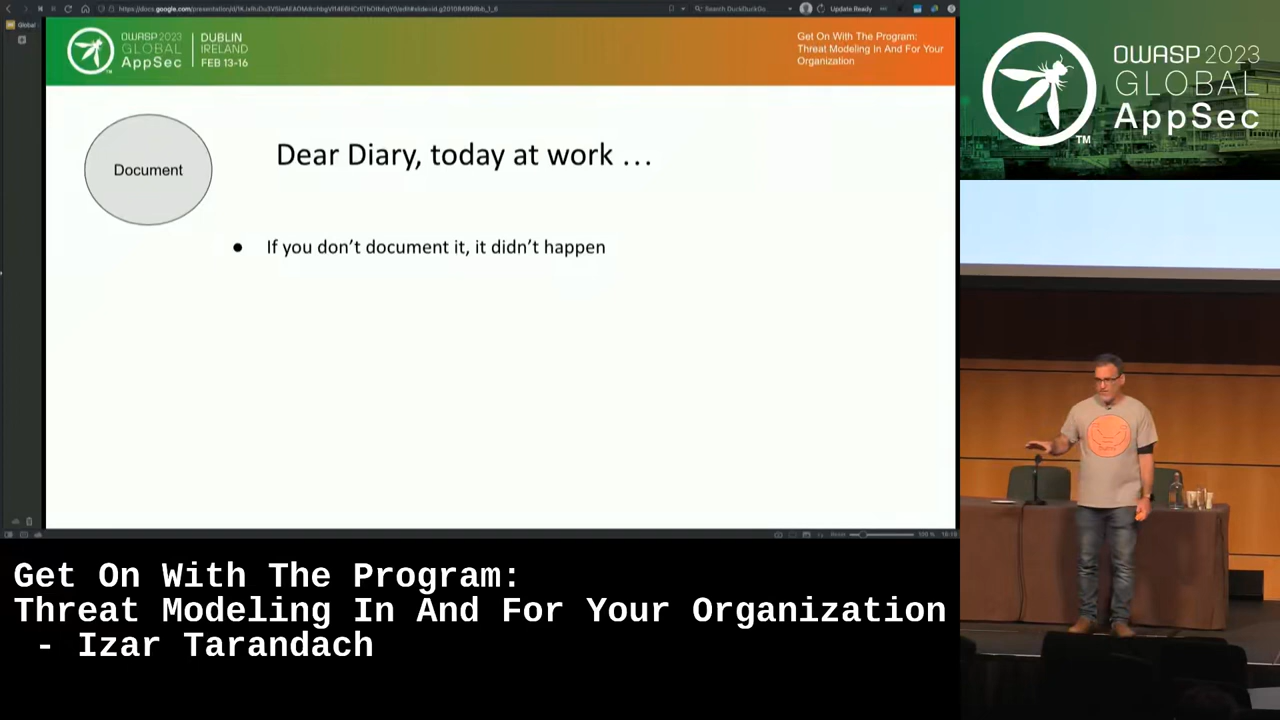 OWASP 2023
GLOBAL
AppSec
DUBLIN
IRELAND
FEB 13-16
Get On With The Program:
Threat Modeling In And For Your
Organization
Document
Dear Diary, today at work …
● If you don’t document it, it didn’t happen
OWASP 2023
GLOBAL
AppSec
TM
Get On With The Program:
Threat Modeling In And For Your Organization
- Izar Tarandach